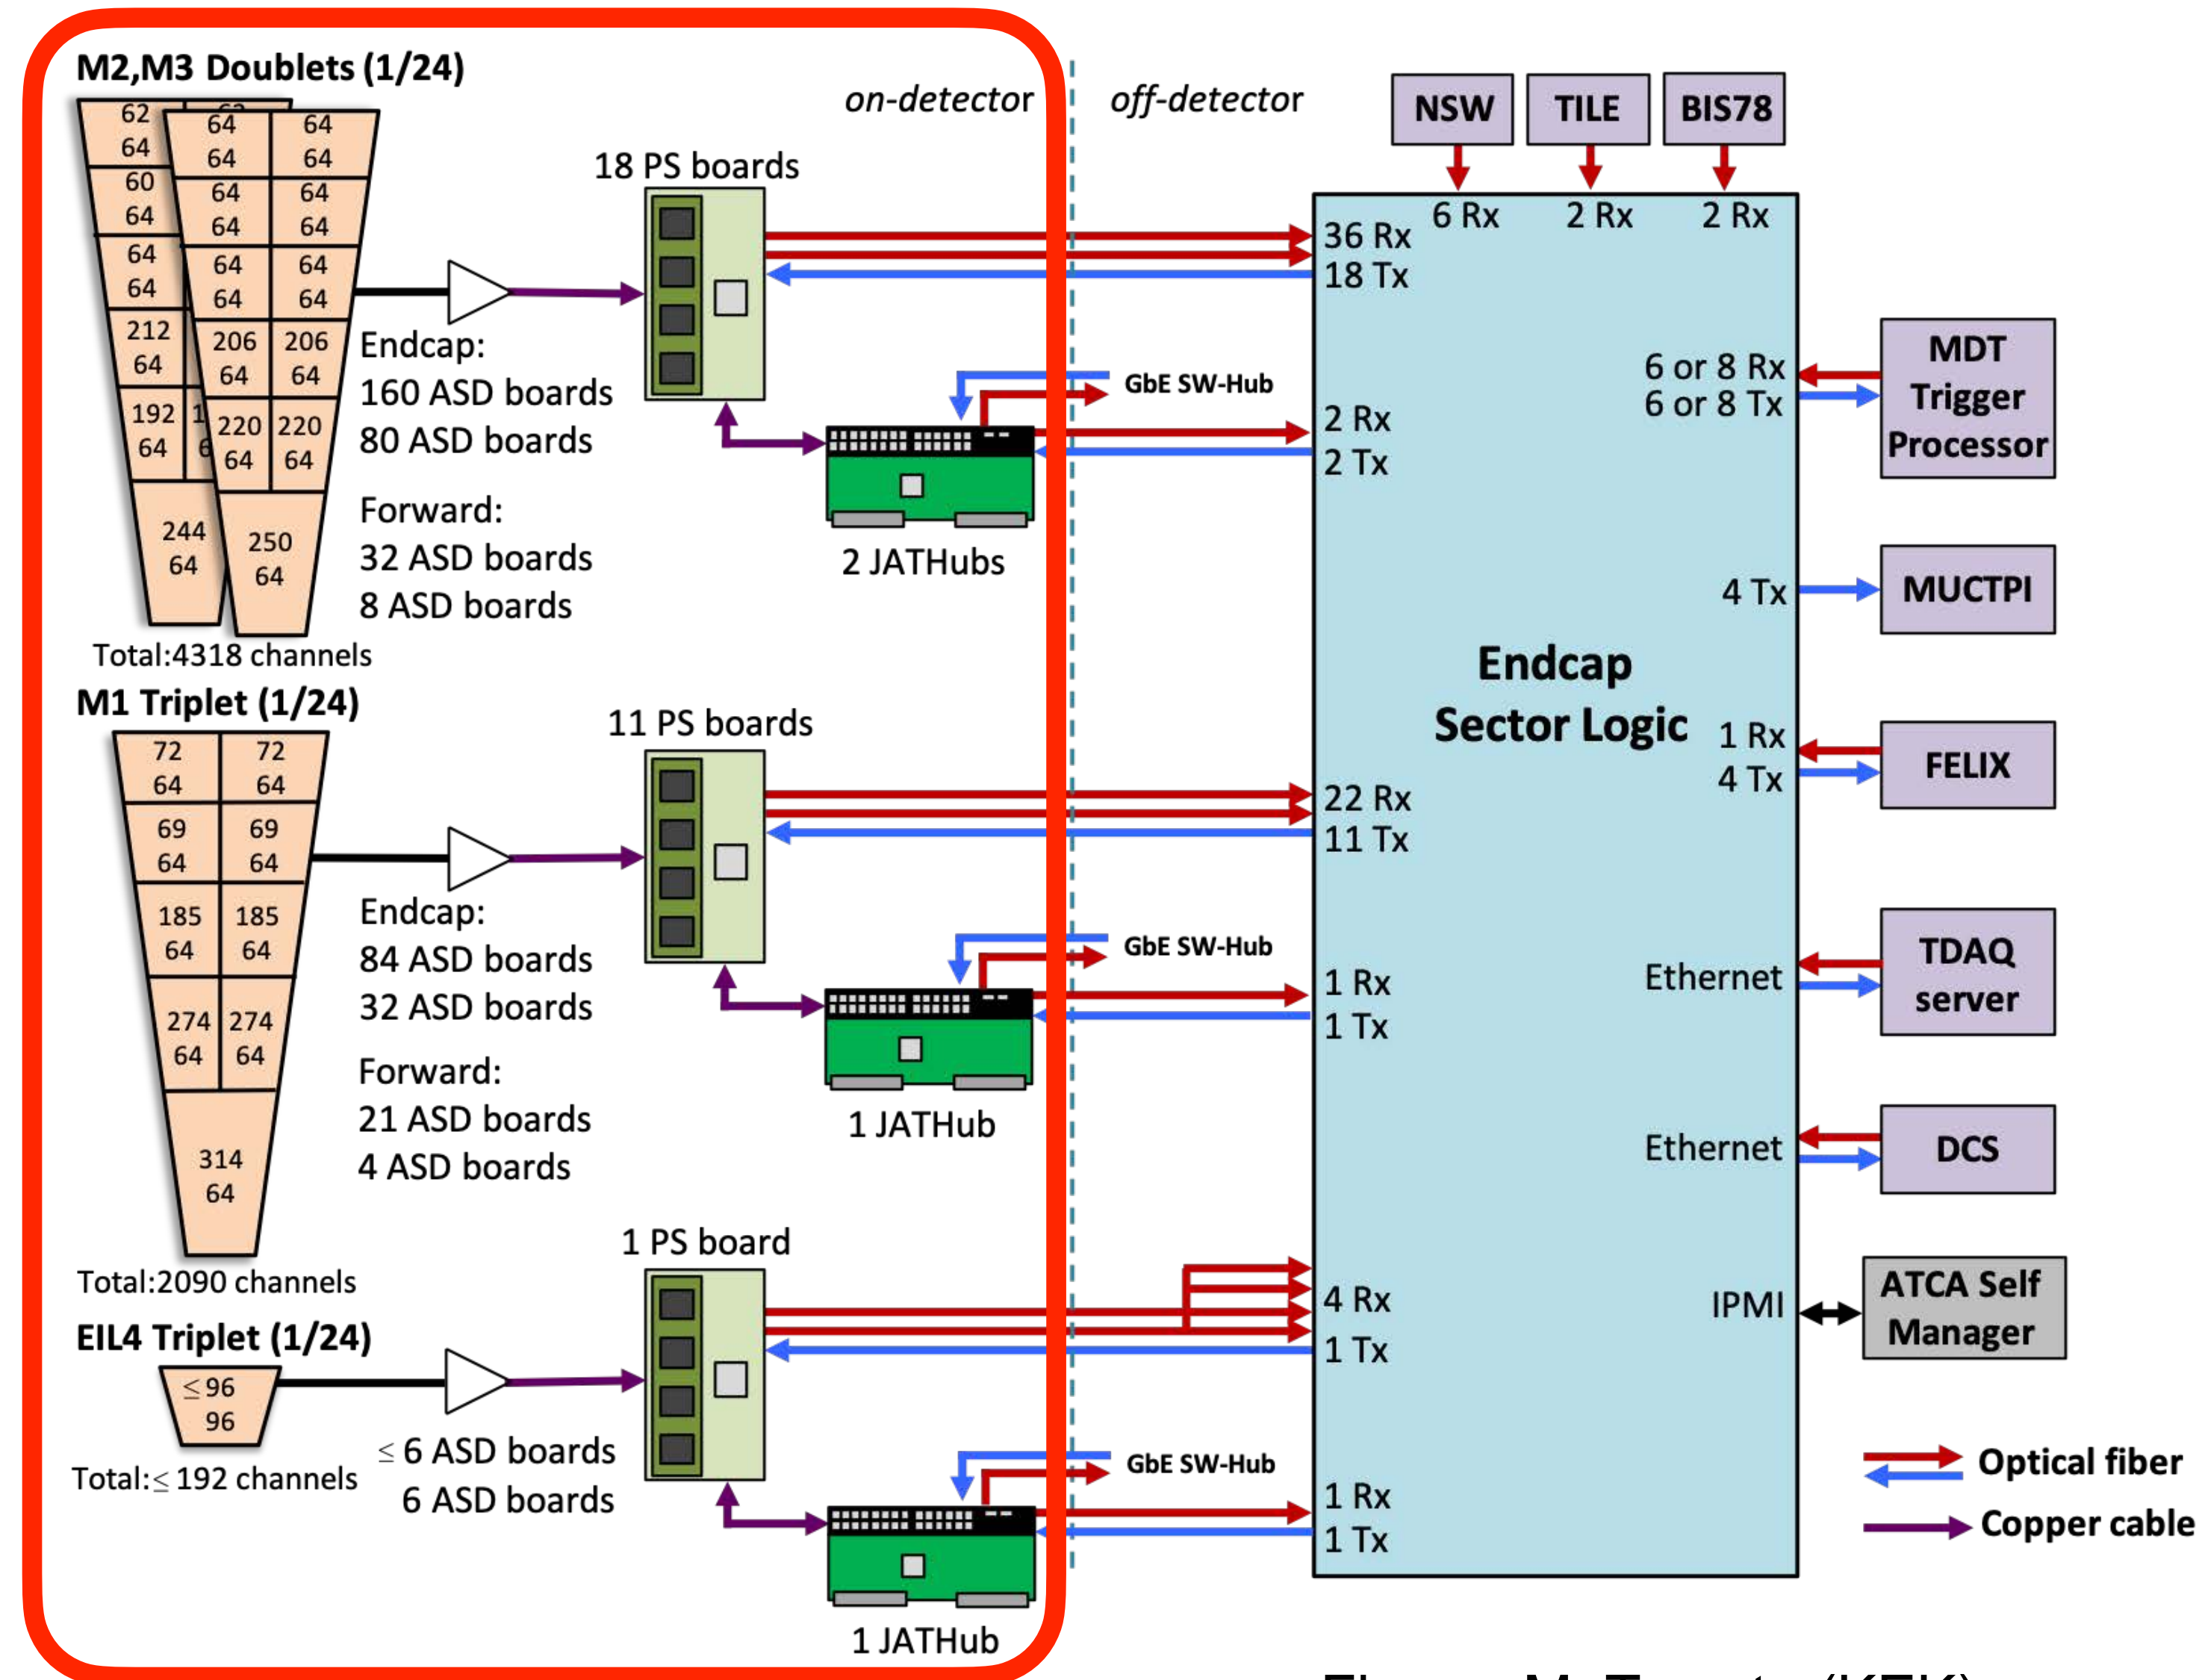 M2,M3 Doublets (1/24)
62
64
60
64
64
64
212
64
192
64
244
64
64 64
64 64
64 64
64 64
64 64
64 64
206 206
64 64
220 220
64 64
250
64
Total:4318 channels
Endcap:
160 ASD boards
80 ASD boards
Forward:
32 ASD boards
8 ASD boards
18 PS boards
on-detector
off-detector
GbE SW-Hub
2 JATHubs
M1 Triplet (1/24)
72 72
64 64
69 69
64 64
185 185
64 64
274 274
64 64
314
64
Total:2090 channels
Endcap:
84 ASD boards
32 ASD boards
Forward:
21 ASD boards
4 ASD boards
11 PS boards
GbE SW-Hub
1 JATHub
EIL4 Triplet (1/24)
≤ 96
96
Total:≤ 192 channels
≤ 6 ASD boards
6 ASD boards
1 PS board
GbE SW-Hub
1 JATHub
NSW
TILE
BIS78
6 Rx
2 Rx
2 Rx
36 Rx
18 Tx
2 Rx
2 Tx
22 Rx
11 Tx
1 Rx
1 Tx
4 Rx
1 Tx
1 Rx
1 Tx
Endcap
Sector Logic
6 or 8 Rx
6 or 8 Tx
MDT
Trigger
Processor
4 Tx
MUCTPI
1 Rx
4 Tx
FELIX
Ethernet
TDAQ
server
Ethernet
DCS
IPMI
ATCA Self
Manager
Optical fiber
Copper cable